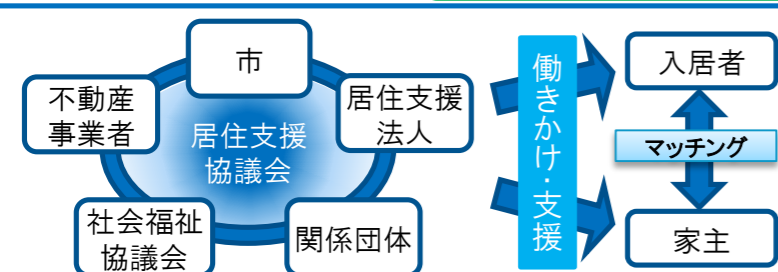 市
不動産
事業者
居住支援
法人
居住支援
協議会
社会福祉
協議会
関係団体
働きかけ・支援
入居者
マッチング
家主